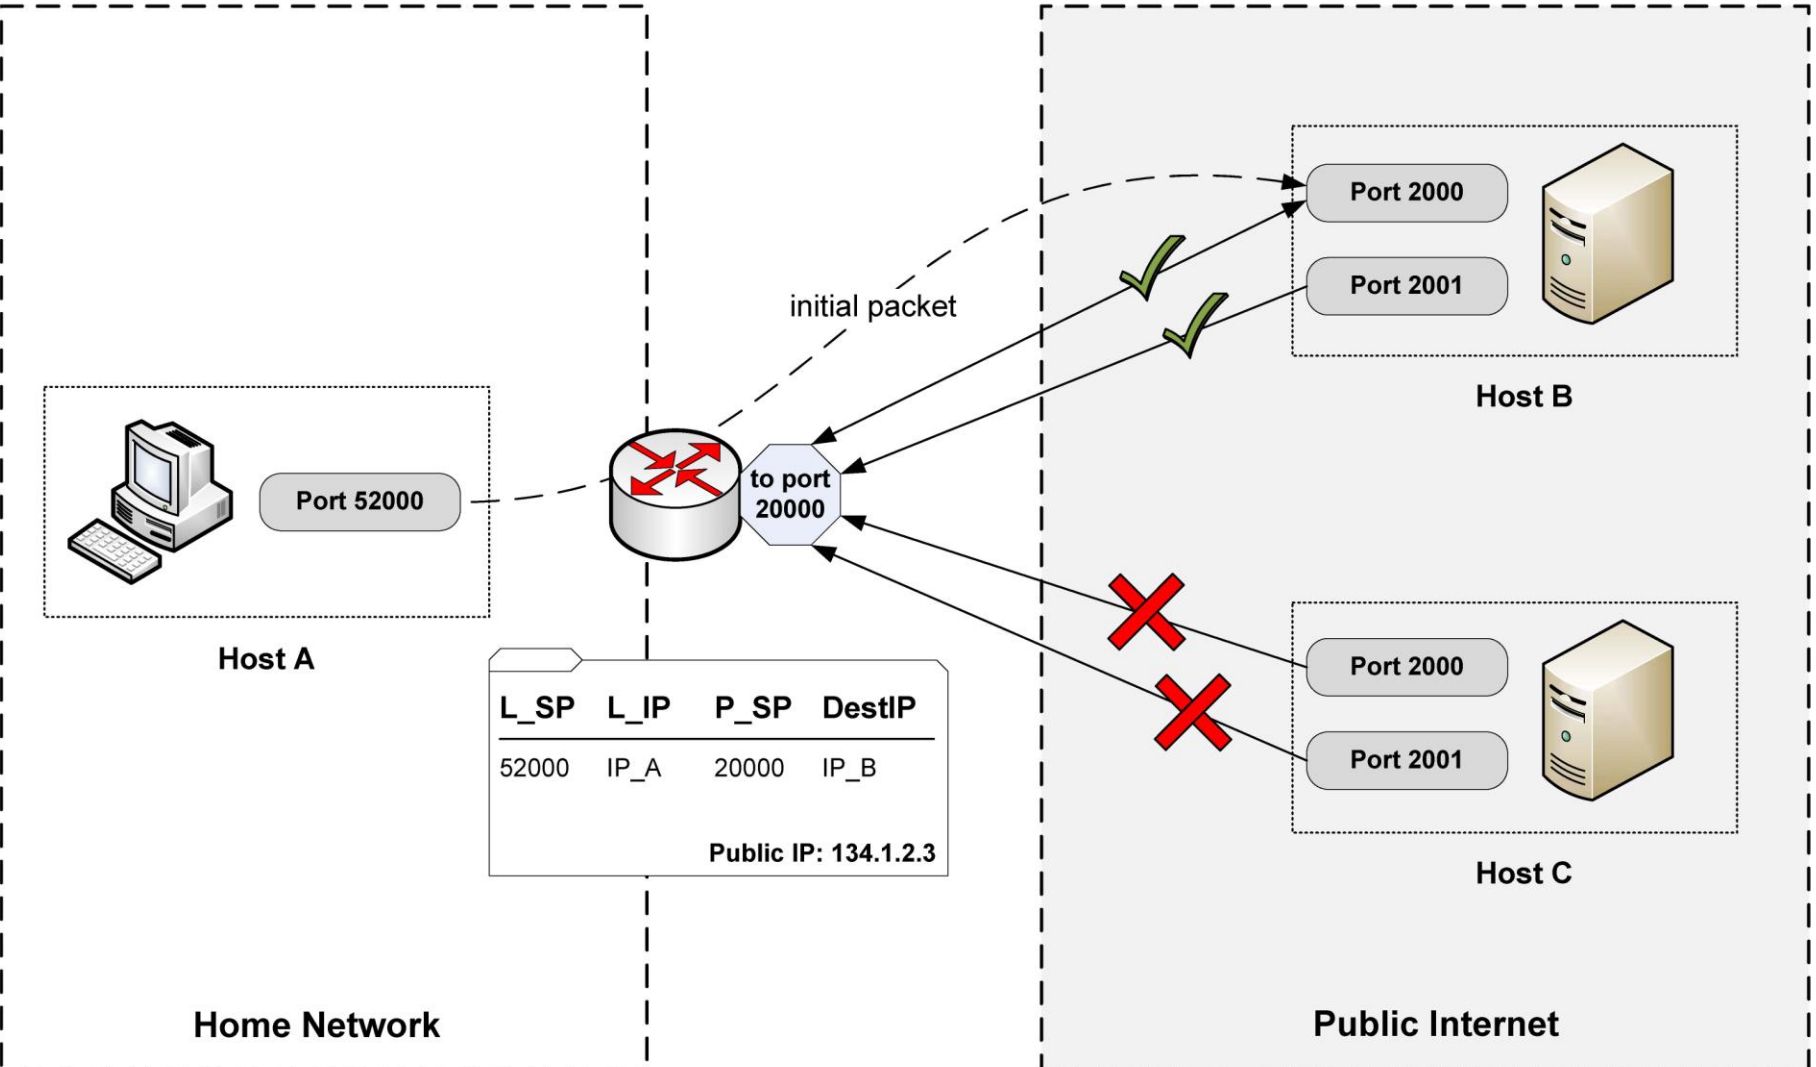 Port 2000
Port 2001
initial packet
Host B
Port 52000
to port
20000
Host A
Port 2000
Port 2001
L_SP L_IP P_SP DestIP
52000 IP_A 20000 IP_B
Public IP: 134.1.2.3
Host C
Home Network
Public Internet